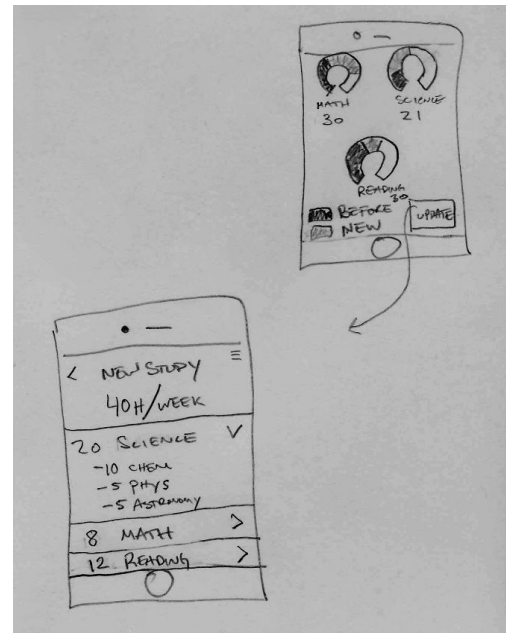 MATH
30
SCIENCE
21
READING
30
BEFORE
NEW
UPDATE
< NEW STUDY
40H/WEEK
20 SCIENCE
-10 CHEM
-5 PHYS
-5 ASTRONOMY
8 MATH >
12 READING >